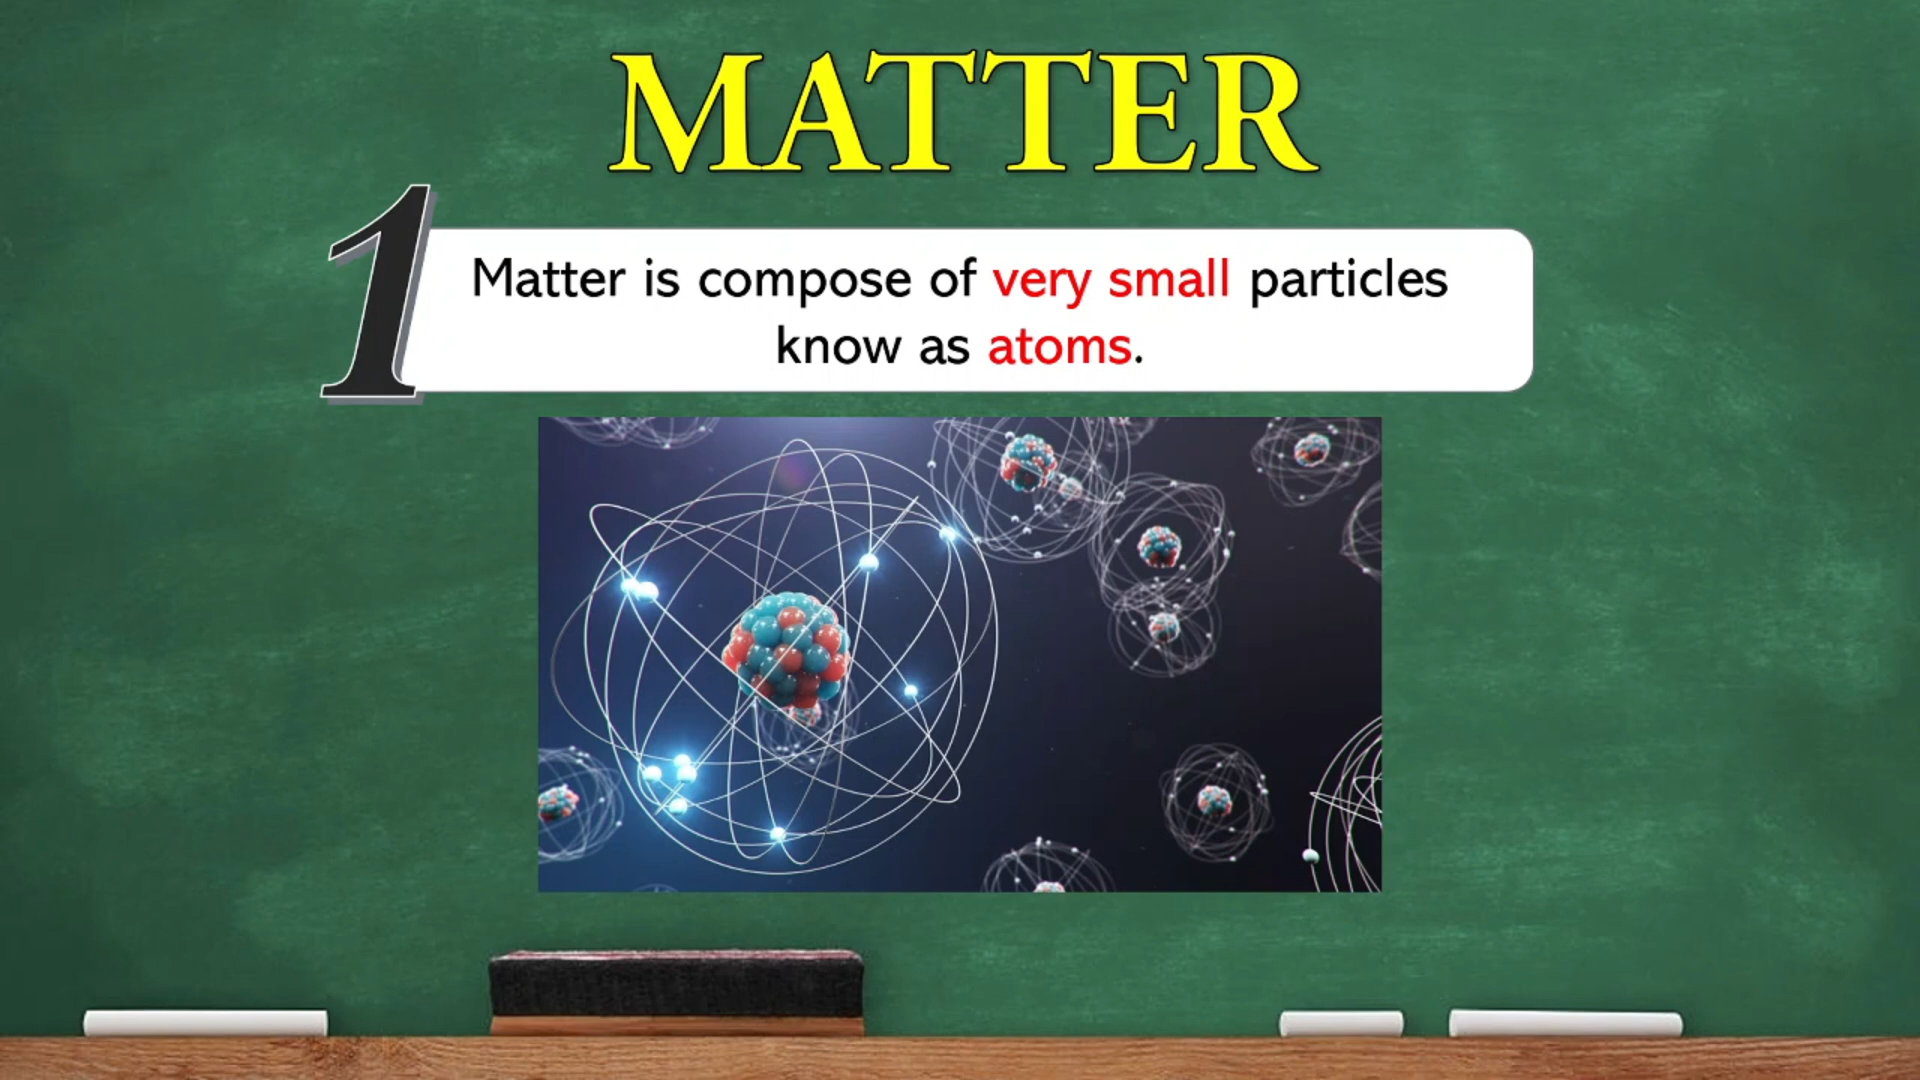 MATTER
1
Matter is compose of very small particles
know as atoms.